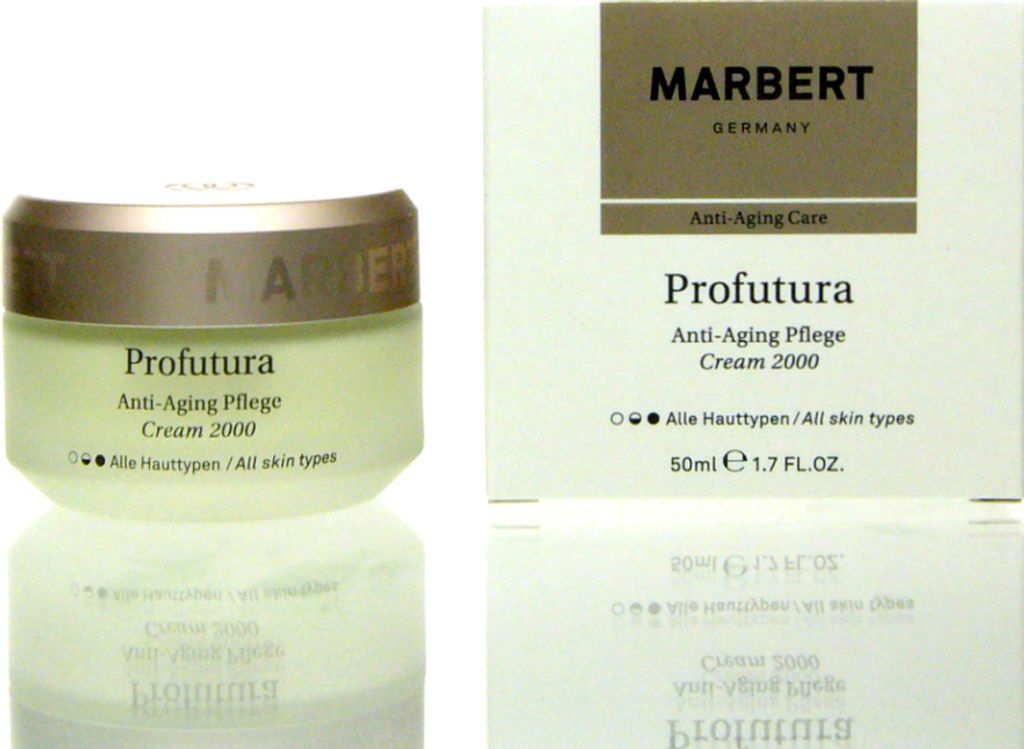 MARBERT
Profutura
Anti-Aging Pflege
Cream 2000
Alle Hauttypen / All skin types
MARBERT
GERMANY
Anti-Aging Care
Profutura
Anti-Aging Pflege
Cream 2000
Alle Hauttypen / All skin types
50ml ℮ 1.7 FL.OZ.